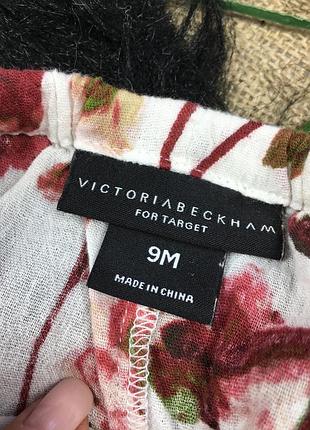 VICTORIABECKHAM
FOR TARGET
9M
MADE IN CHINA